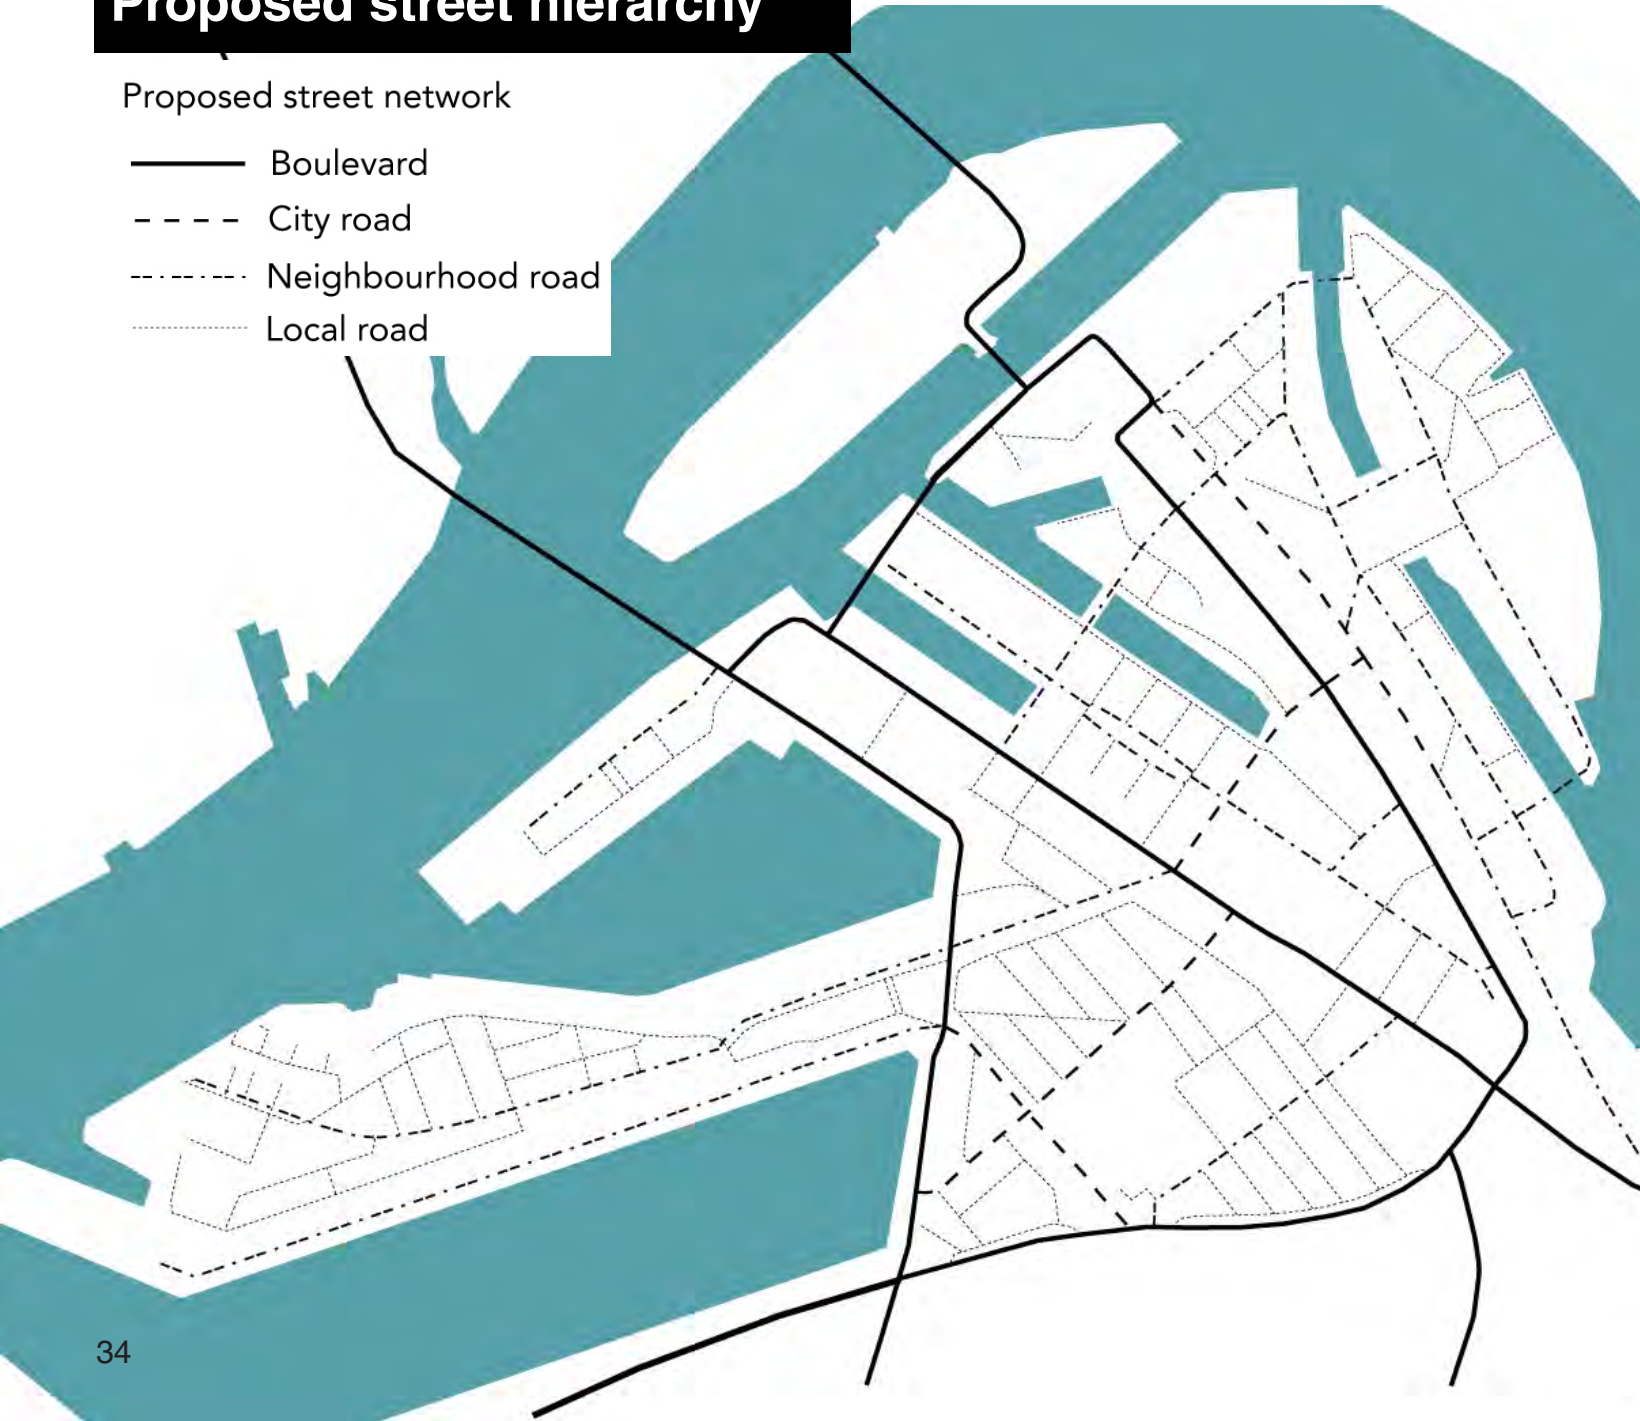 Proposed street hierarchy
Proposed street network
Boulevard
City road
Neighbourhood road
Local road
34